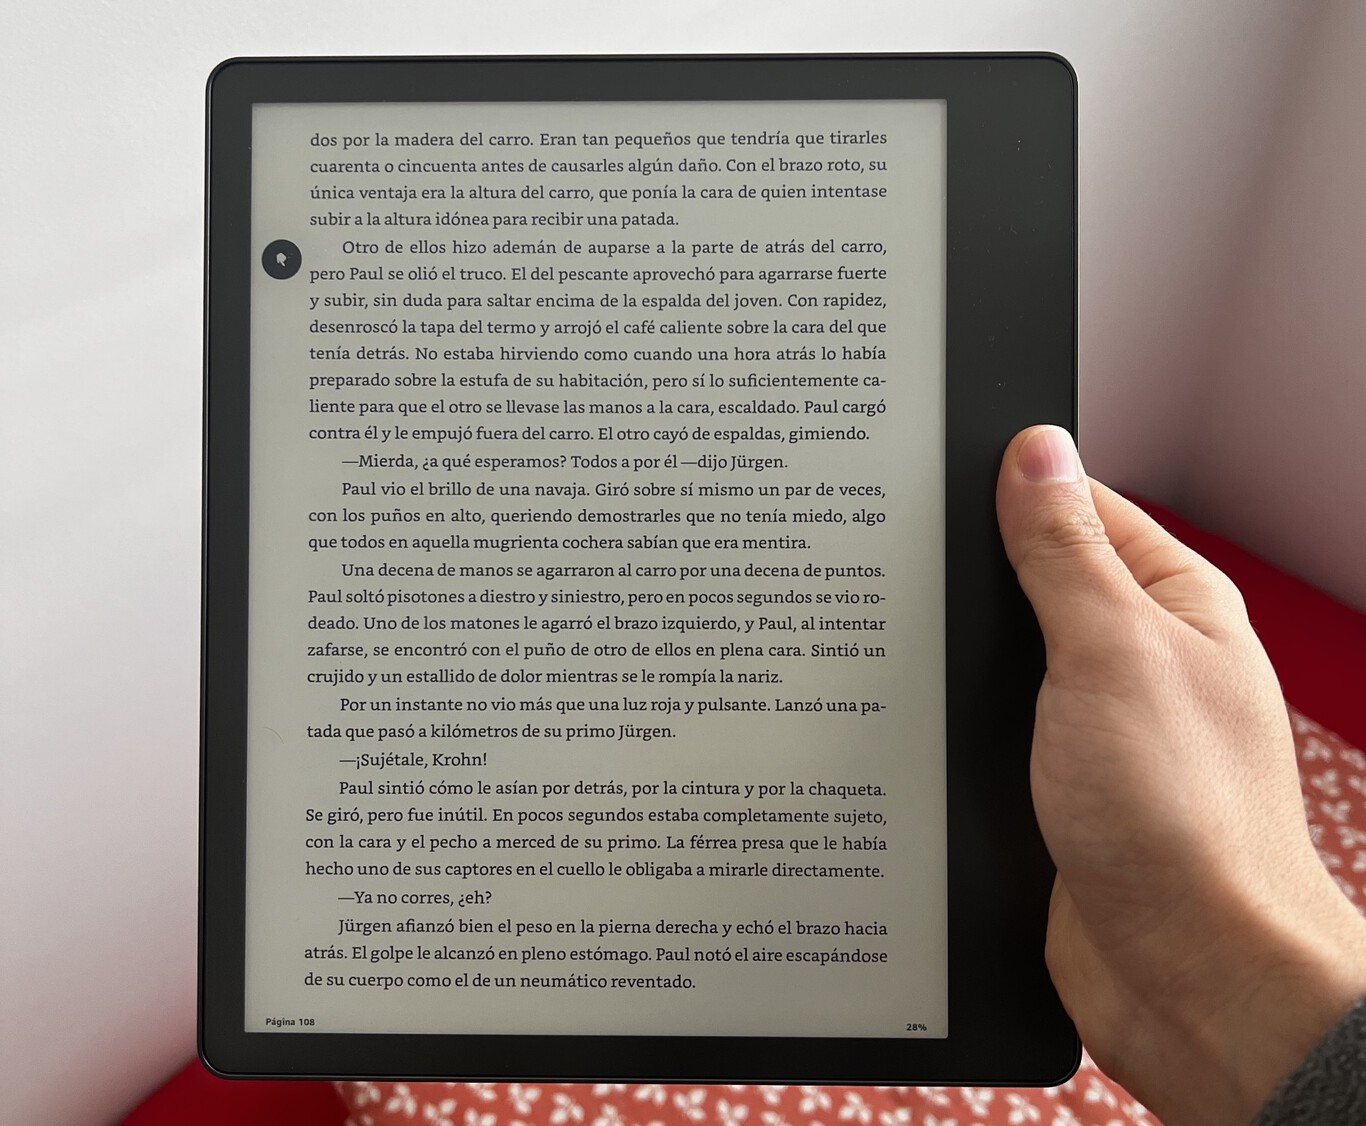 dos por la madera del carro. Eran tan pequeños que tendría que tirarles
cuarenta o cincuenta antes de causarles algún daño. Con el brazo roto, su
única ventaja era la altura del carro, que ponía la cara de quien intentase
subir a la altura idónea para recibir una patada.
Otro de ellos hizo ademán de auparse a la parte de atrás del carro,
pero Paul se olió el truco. El del pescante aprovechó para agarrarse fuerte
y subir, sin duda para saltar encima de la espalda del joven. Con rapidez,
desenroscó la tapa del termo y arrojó el café caliente sobre la cara del que
tenía detrás. No estaba hirviendo como cuando una hora atrás lo había
preparado sobre la estufa de su habitación, pero sí lo suficientemente ca-
liente para que el otro se llevase las manos a la cara, escaldado. Paul cargó
contra él y le empujó fuera del carro. El otro cayó de espaldas, gimiendo.
—Mierda, ¿a qué esperamos? Todos a por él —dijo Jürgen.
Paul vio el brillo de una navaja. Giró sobre sí mismo un par de veces,
con los puños en alto, queriendo demostrarles que no tenía miedo, algo
que todos en aquella mugrienta cochera sabían que era mentira.
Una decena de manos se agarraron al carro por una decena de puntos.
Paul soltó pisotones a diestro y siniestro, pero en pocos segundos se vio ro-
deado. Uno de los matones le agarró el brazo izquierdo, y Paul, al intentar
zafarse, se encontró con el puño de otro de ellos en plena cara. Sintió un
crujido y un estallido de dolor mientras se le rompía la nariz.
Por un instante no vio más que una luz roja y pulsante. Lanzó una pa-
tada que pasó a kilómetros de su primo Jürgen.
—¡Sujétale, Krohn!
Paul sintió cómo le asían por detrás, por la cintura y por la chaqueta.
Se giró, pero fue inútil. En pocos segundos estaba completamente sujeto,
con la cara y el pecho a merced de su primo. La férrea presa que le había
hecho uno de sus captores en el cuello le obligaba a mirarle directamente.
—Ya no corres, ¿eh?
Jürgen afianzó bien el peso en la pierna derecha y echó el brazo hacia
atrás. El golpe le alcanzó en pleno estómago. Paul notó el aire escapándose
de su cuerpo como el de un neumático reventado.
Página 108
28%